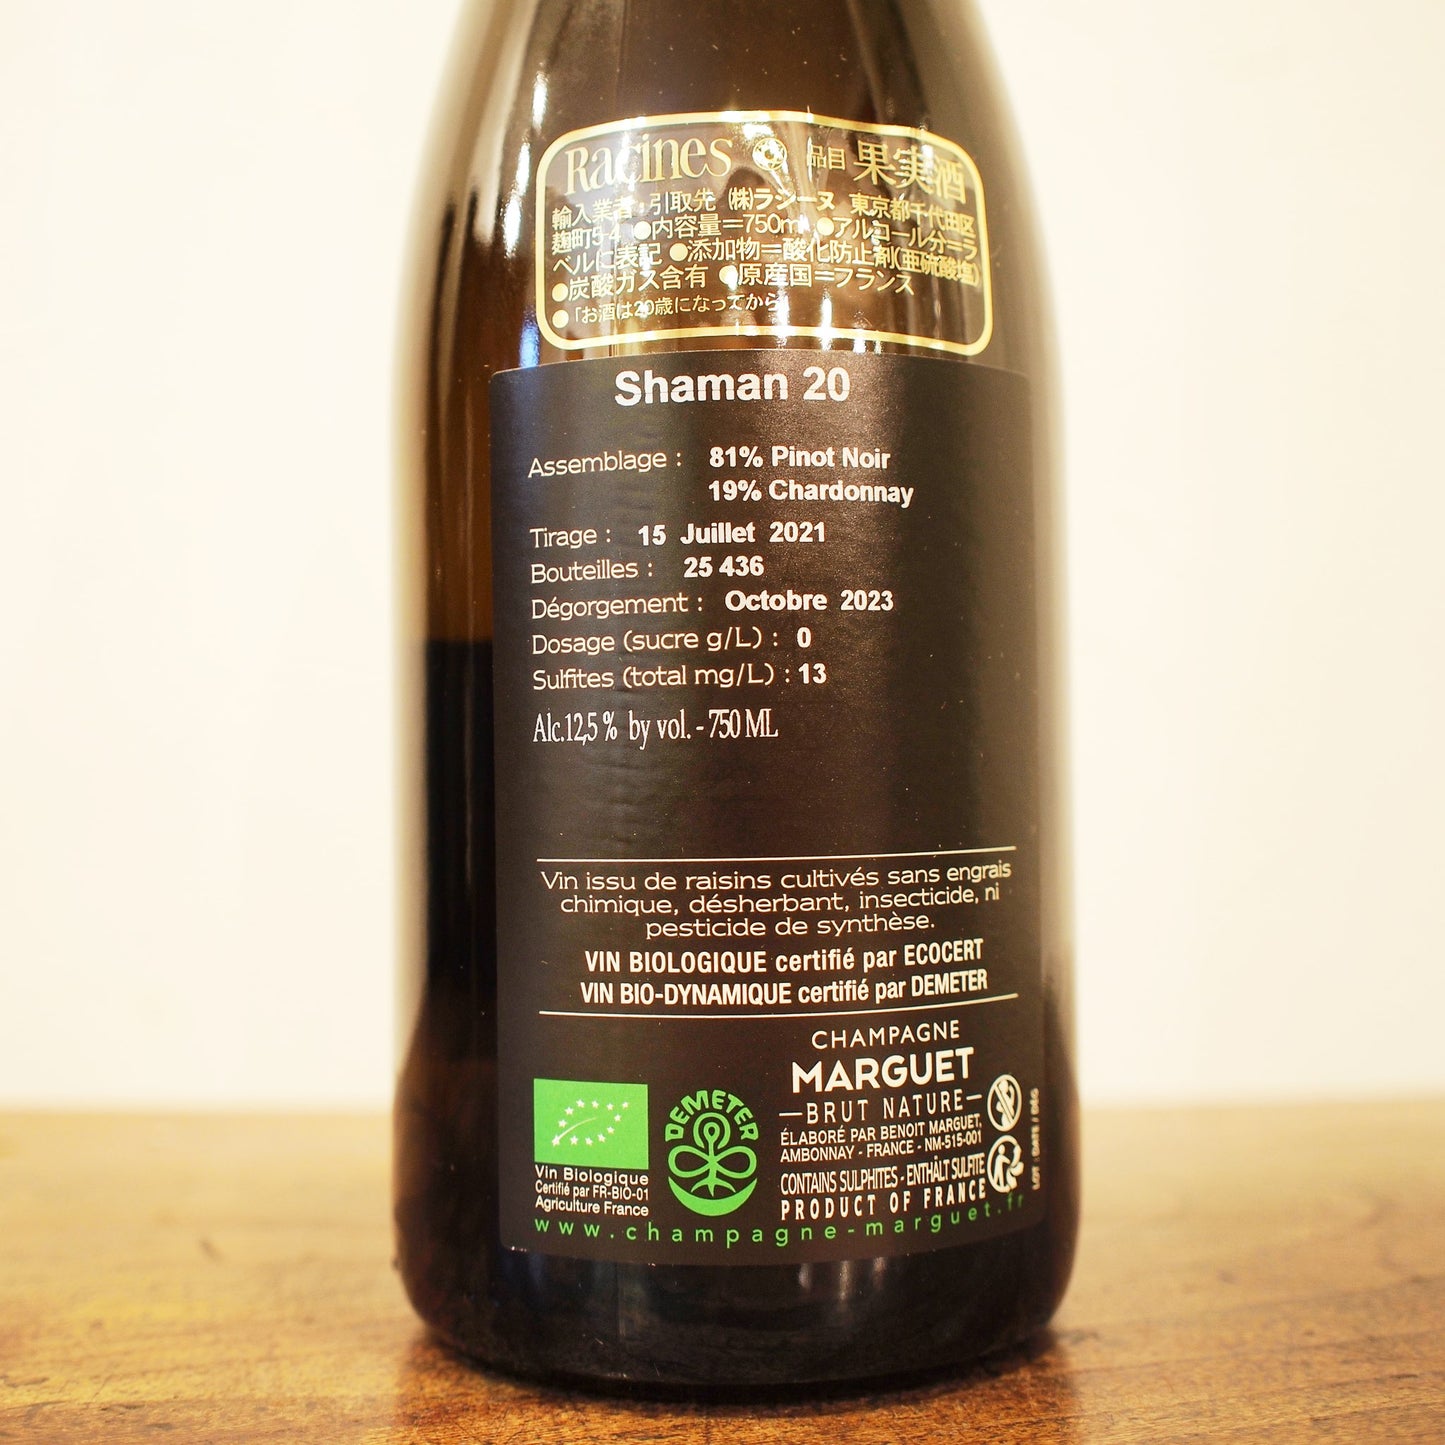 Racines 品目 果実酒
輸入業者・引取先 ㈱ラシーヌ 東京都千代田区
麹町5-4 ●内容量=750ml ●アルコール分=ラ
ベルに表記 ●添加物=酸化防止剤(亜硫酸塩)
●炭酸ガス含有 ●原産国=フランス
●「お酒は20歳になってから」
Shaman 20
Assemblage : 81% Pinot Noir
19% Chardonnay
Tirage : 15 Juillet 2021
Bouteilles : 25 436
Dégorgement : Octobre 2023
Dosage (sucre g/L) : 0
Sulfites (total mg/L) : 13
Alc.12,5 % by vol. - 750 ML
Vin issu de raisins cultivés sans engrais
chimique, désherbant, insecticide, ni
pesticide de synthèse.
VIN BIOLOGIQUE certifié par ECOCERT
VIN BIO-DYNAMIQUE certifié par DEMETER
CHAMPAGNE
MARGUET
—BRUT NATURE—
ÉLABORÉ PAR BENOIT MARGUET,
AMBONNAY - FRANCE - NM-515-001
CONTAINS SULPHITES - ENTHÄLT SULFITE
PRODUCT OF FRANCE
DEMETER
Vin Biologique
Certifié par FR-BIO-01
Agriculture France
www.champagne-marguet.fr
LOT : DATE / DÉG